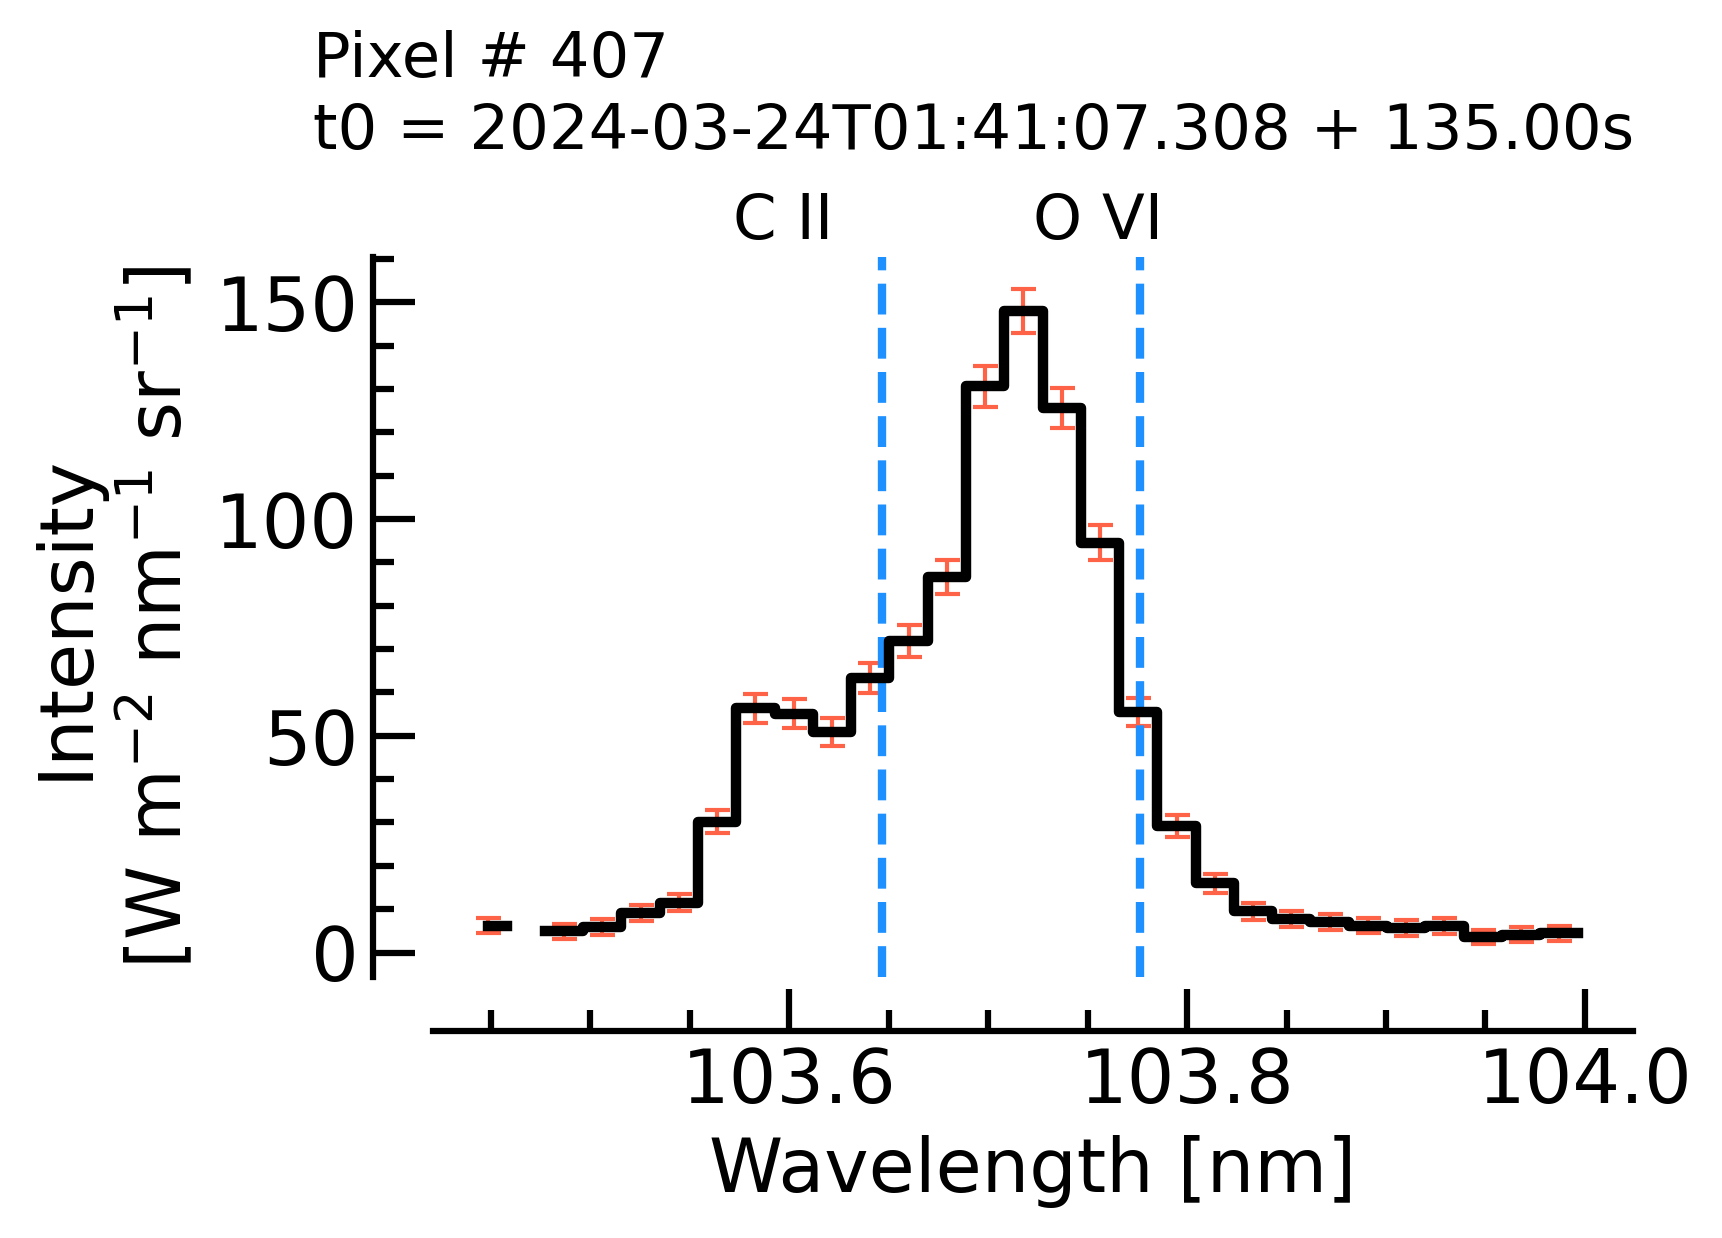 Pixel # 407
t0 = 2024-03-24T01:41:07.308 + 135.00s
C II
O VI
Intensity
[W m⁻² nm⁻¹ sr⁻¹]
150
100
50
0
103.6
103.8
104.0
Wavelength [nm]